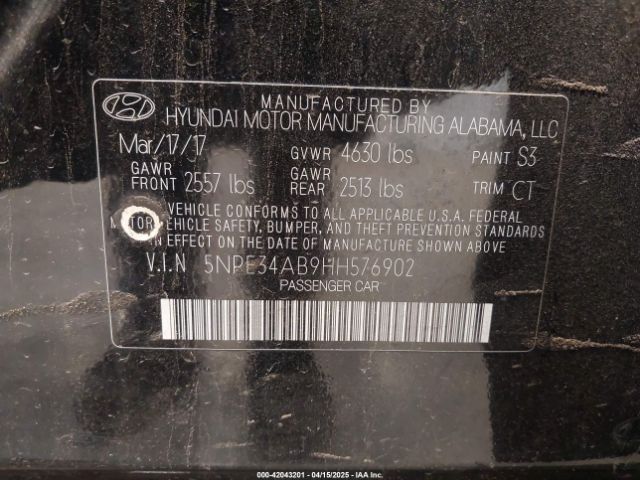 MANUFACTURED BY
HYUNDAI MOTOR MANUFACTURING ALABAMA, LLC
Mar/17/17 GVWR 4630 lbs PAINT S3
GAWR FRONT 2557 lbs GAWR REAR 2513 lbs TRIM CT
VEHICLE CONFORMS TO ALL APPLICABLE U.S.A. FEDERAL
VEHICLE SAFETY, BUMPER, AND THEFT PREVENTION STANDARDS
IN EFFECT ON THE DATE OF MANUFACTURE SHOWN ABOVE
V.I.N 5NPE34AB9HH576902
PASSENGER CAR
000-42043201 - 04/15/2025 - IAA Inc.